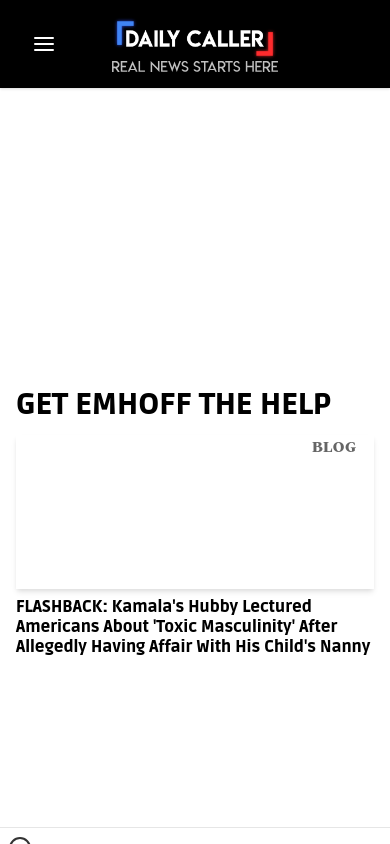 DAILY CALLER
REAL NEWS STARTS HERE
GET EMHOFF THE HELP
BLOG
FLASHBACK: Kamala's Hubby Lectured
Americans About 'Toxic Masculinity' After
Allegedly Having Affair With His Child's Nanny